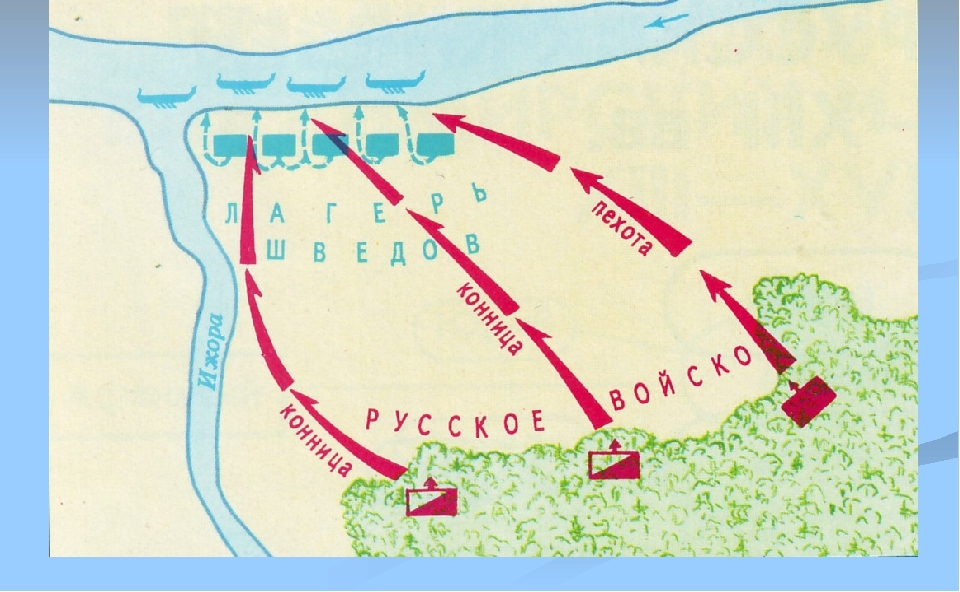 ЛАГЕРЬ
ШВЕДОВ
пехота
конница
Ижора
РУССКОЕ ВОЙСКО
конница